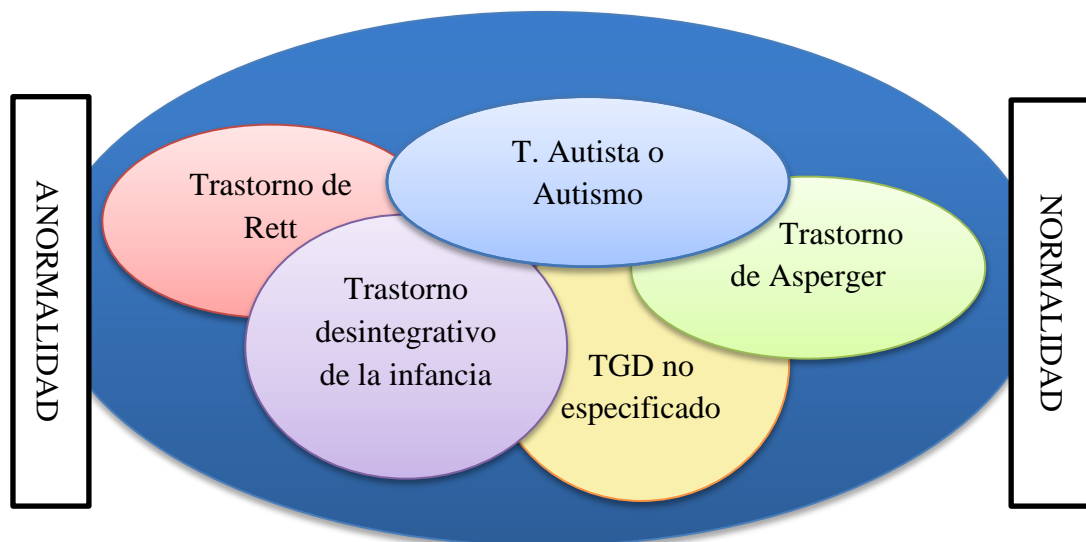 ANORMALIDAD
Trastorno de
Rett
T. Autista o
Autismo
Trastorno
de Asperger
Trastorno
desintegrativo
de la infancia
TGD no
especificado
NORMALIDAD